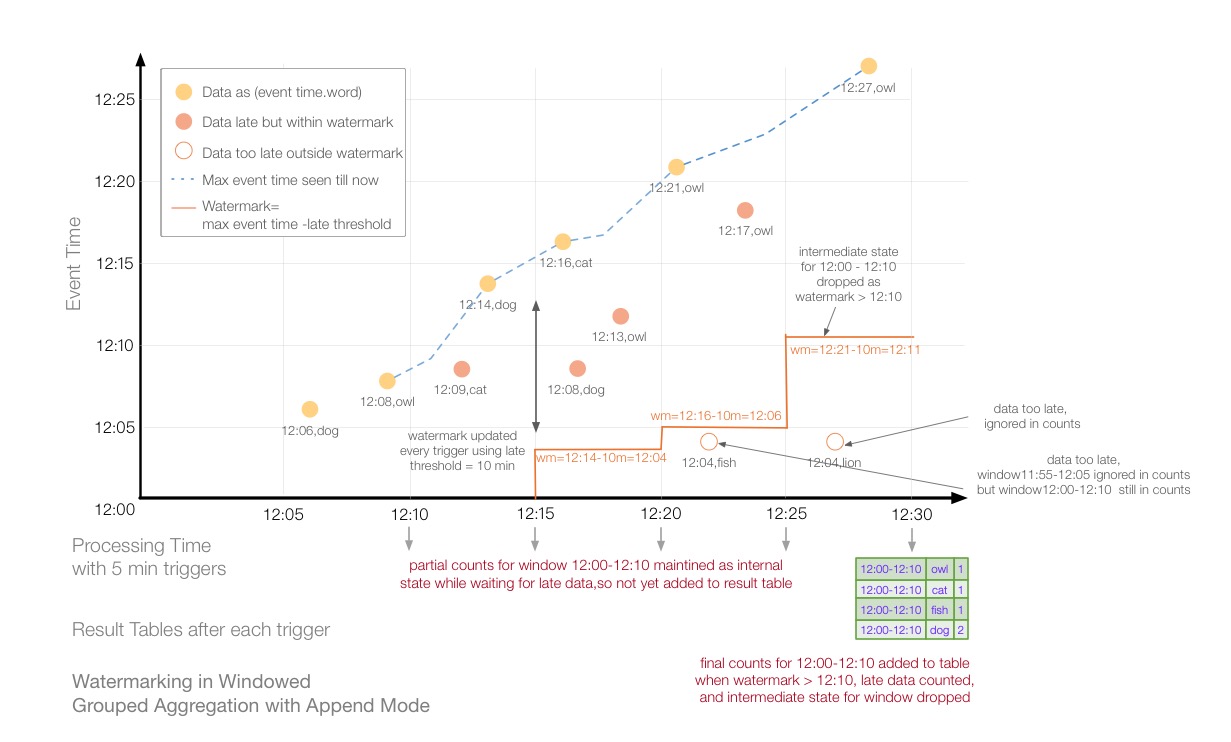 12:25
12:20
12:15
12:10
12:05
12:00
Event Time
Data as (event time.word)
Data late but within watermark
Data too late outside watermark
Max event time seen till now
Watermark=
max event time -late threshold
12:27,owl
12:21,owl
12:17,owl
12:16,cat
12:14,dog
12:13,owl
12:09,cat
12:08,dog
12:08,owl
12:06,dog
intermediate state
for 12:00 - 12:10
dropped as
watermark > 12:10
wm=12:21-10m=12:11
wm=12:16-10m=12:06
wm=12:14-10m=12:04
watermark updated
every trigger using late
threshold = 10 min
12:04,fish
12:04,lion
data too late,
ignored in counts
data too late,
window11:55-12:05 ignored in counts
but window12:00-12:10 still in counts
12:05
12:10
12:15
12:20
12:25
12:30
Processing Time
with 5 min triggers
partial counts for window 12:00-12:10 maintined as internal
state while waiting for late data,so not yet added to result table
12:00-12:10 owl 1
12:00-12:10 cat 1
12:00-12:10 fish 1
12:00-12:10 dog 2
Result Tables after each trigger
final counts for 12:00-12:10 added to table
when watermark > 12:10, late data counted,
and intermediate state for window dropped
Watermarking in Windowed
Grouped Aggregation with Append Mode